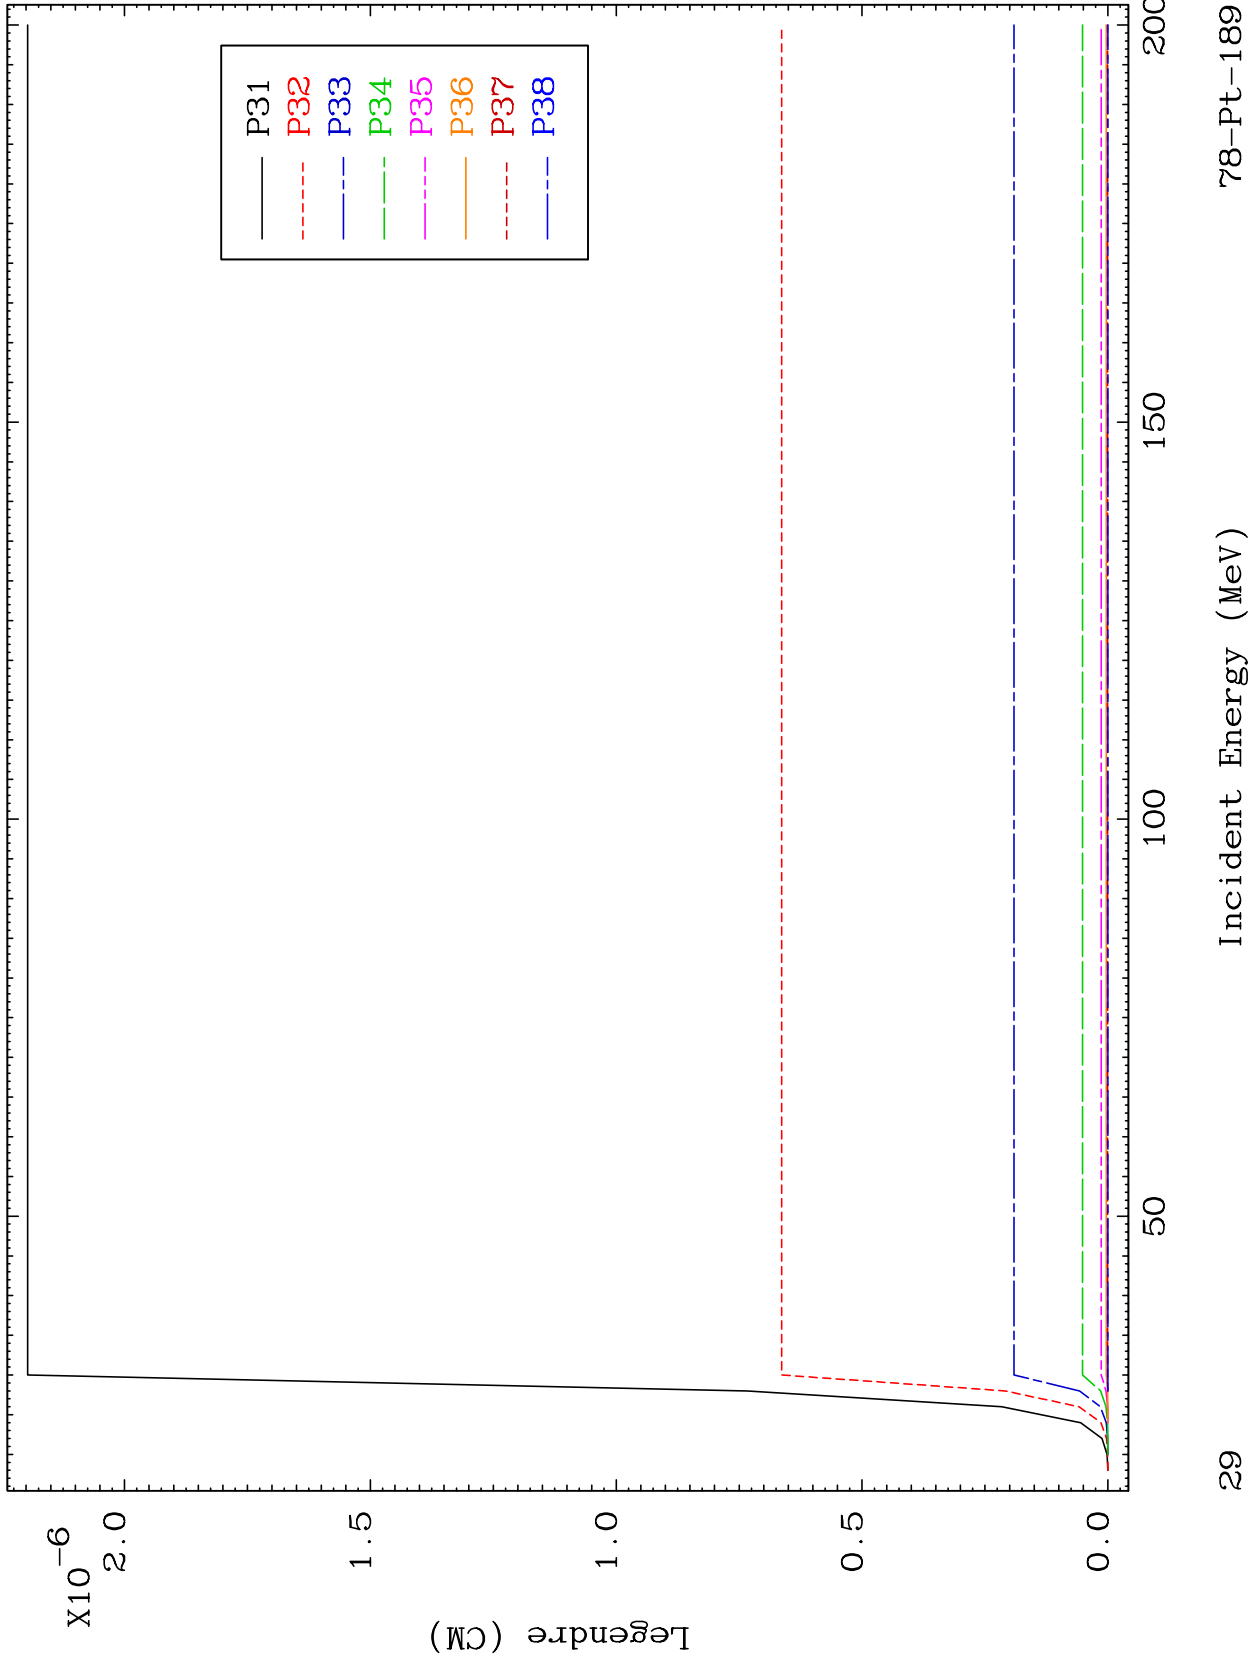 X10-6
2.0
1.5
1.0
0.5
0.0
Legendre (CM)
P31
P32
P33
P34
P35
P36
P37
P38
50
100
150
200
Incident Energy (MeV)
29
78-Pt-189